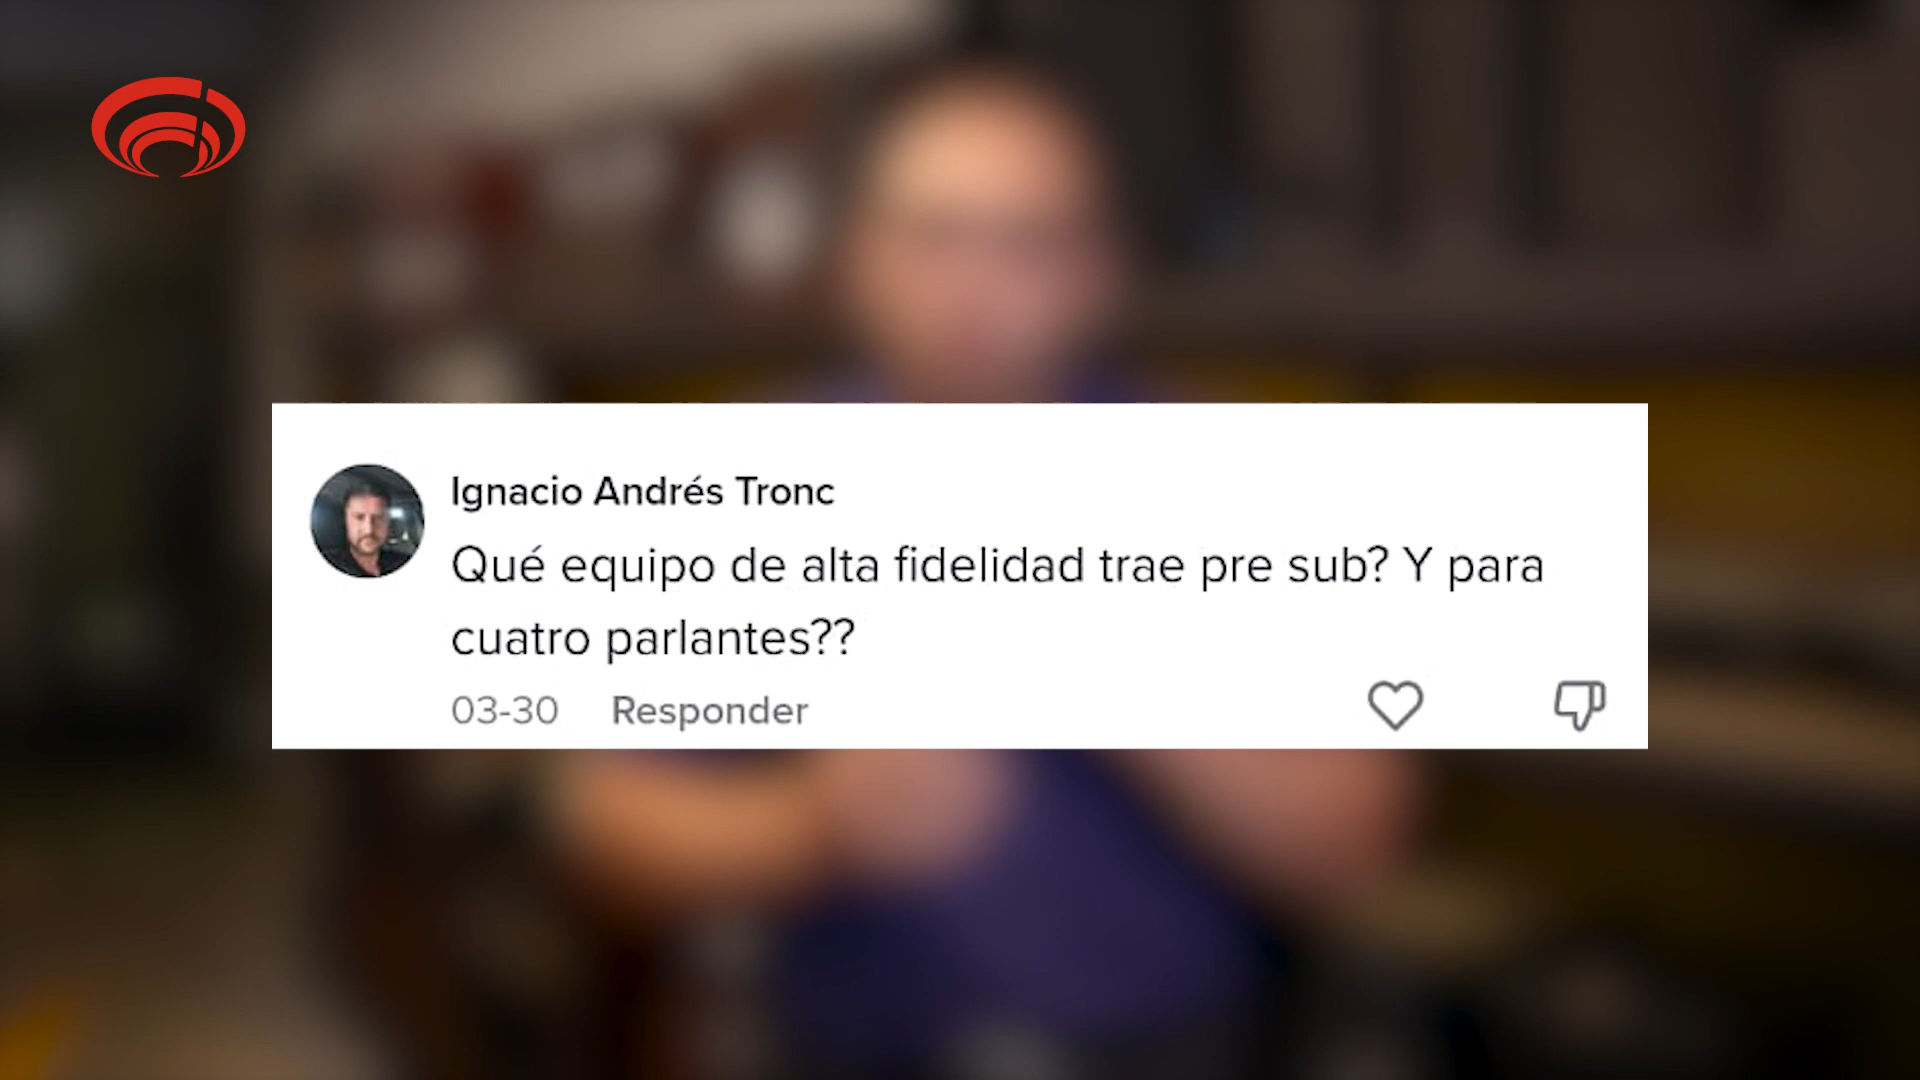 Ignacio Andrés Tronc
Qué equipo de alta fidelidad trae pre sub? Y para
cuatro parlantes??
03-30 Responder